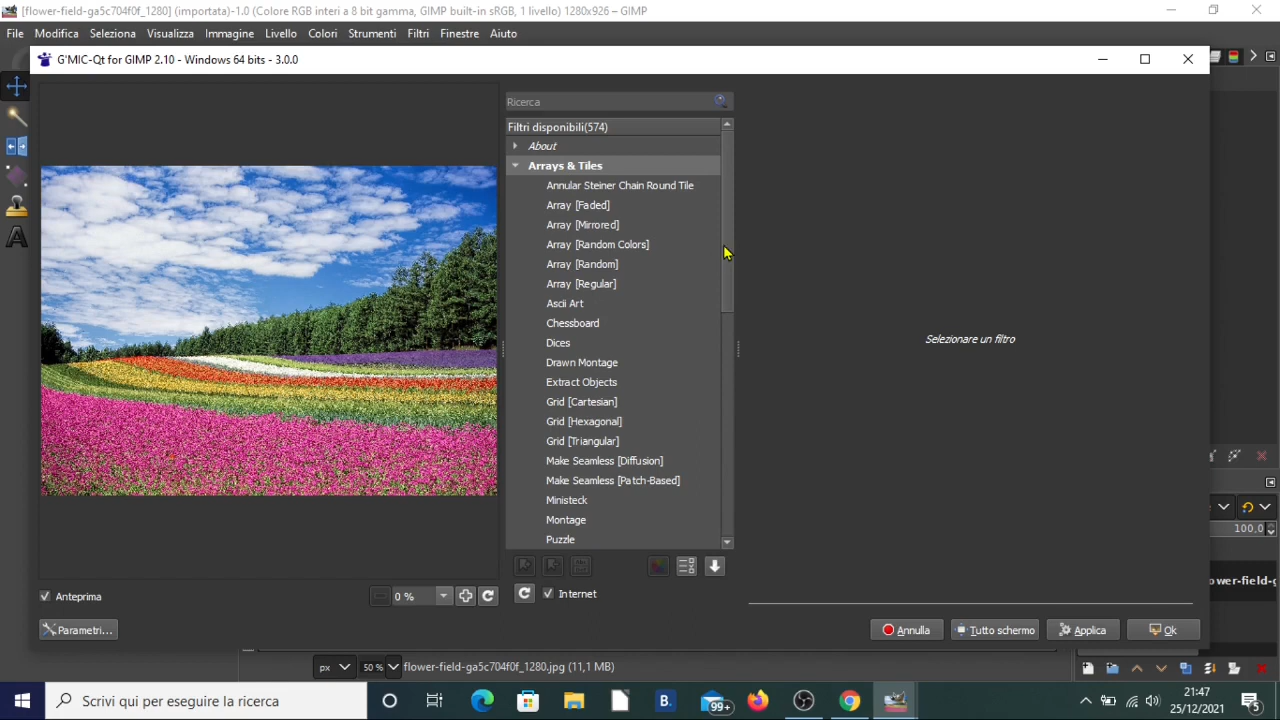 [flower-field-ga5c704f0f_1280] (importata)-1.0 (Colore RGB interi a 8 bit gamma, GIMP built-in sRGB, 1 livello) 1280x926 – GIMP
File Modifica Seleziona Visualizza Immagine Livello Colori Strumenti Filtri Finestre Aiuto
G'MIC-Qt for GIMP 2.10 - Windows 64 bits - 3.0.0
Ricerca
Filtri disponibili(574)
About
Arrays & Tiles
Annular Steiner Chain Round Tile
Array [Faded]
Array [Mirrored]
Array [Random Colors]
Array [Random]
Array [Regular]
Ascii Art
Chessboard
Dices
Drawn Montage
Extract Objects
Grid [Cartesian]
Grid [Hexagonal]
Grid [Triangular]
Make Seamless [Diffusion]
Make Seamless [Patch-Based]
Ministeck
Montage
Puzzle
Selezionare un filtro
100,0
ower-field-g
Anteprima
0 %
Internet
Parametri...
Annulla
Tutto schermo
Applica
Ok
px 50 % flower-field-ga5c704f0f_1280.jpg (11,1 MB)
Scrivi qui per eseguire la ricerca
B.
99+
21:47
25/12/2021
5